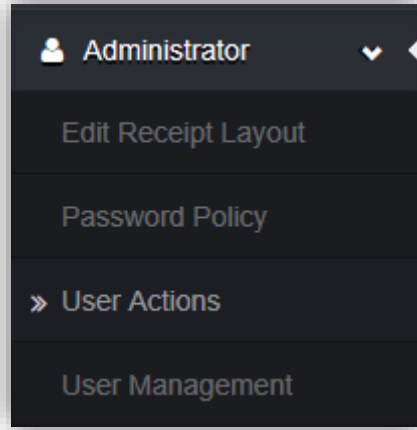 Administrator
Edit Receipt Layout
Password Policy
» User Actions
User Management